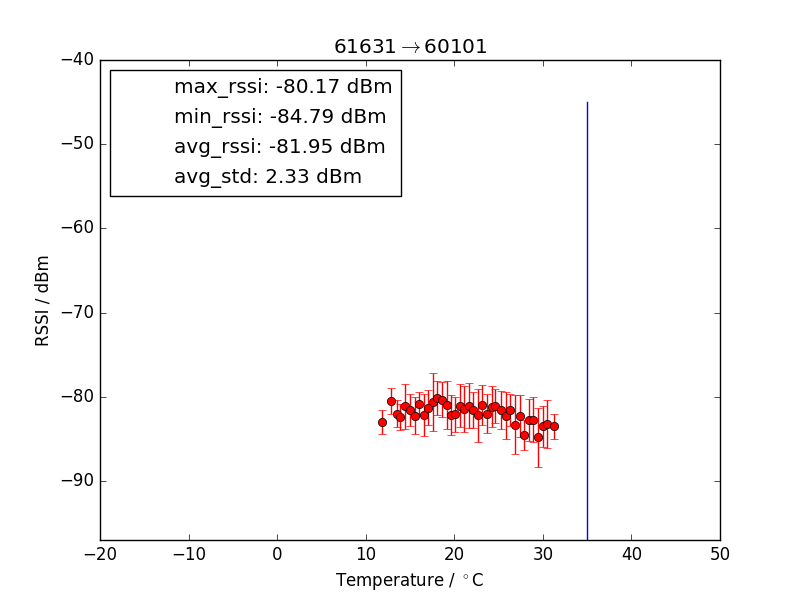 61631→60101
max_rssi: -80.17 dBm
min_rssi: -84.79 dBm
avg_rssi: -81.95 dBm
avg_std: 2.33 dBm
RSSI / dBm
−40
−50
−60
−70
−80
−90
−20 −10 0 10 20 30 40 50
Temperature / °C